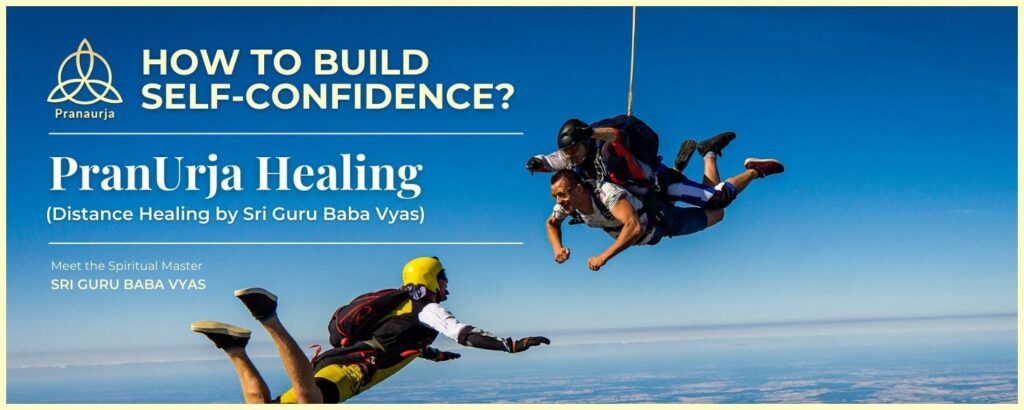 Pranaurja
HOW TO BUILD
SELF-CONFIDENCE?
PranUrja Healing
(Distance Healing by Sri Guru Baba Vyas)
Meet the Spiritual Master
SRI GURU BABA VYAS